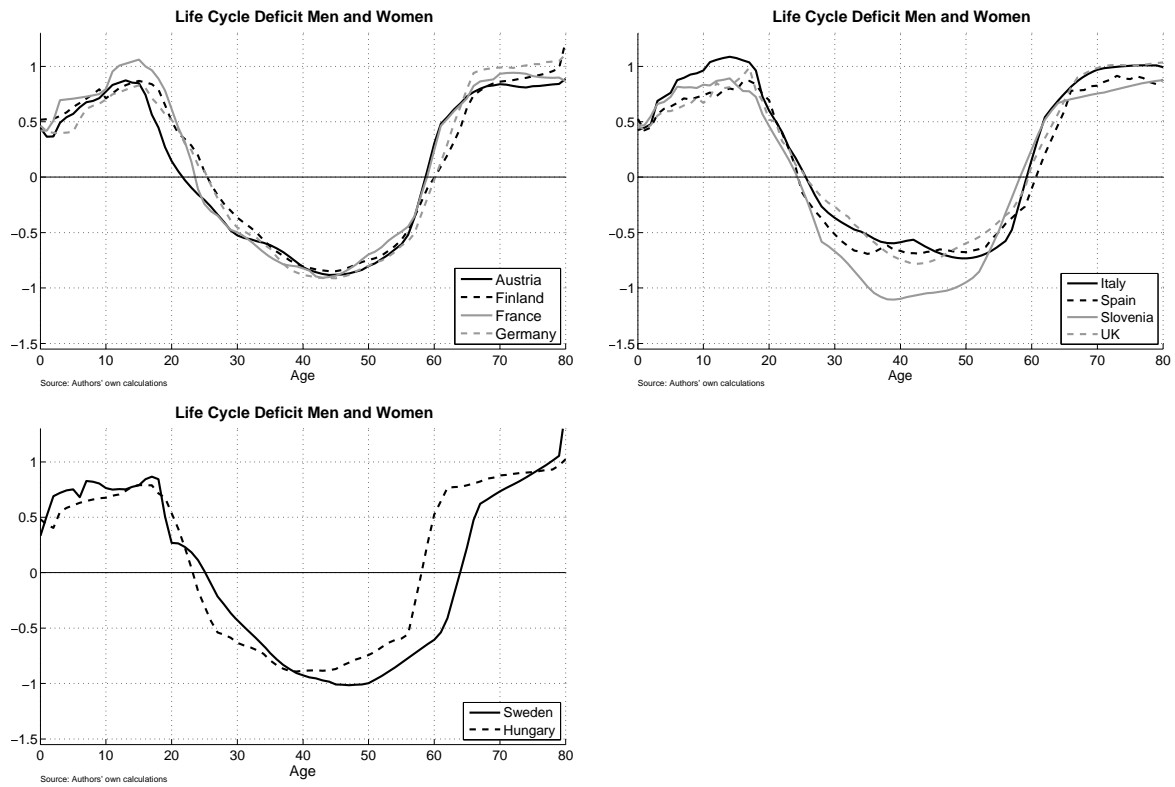 Life Cycle Deficit Men and Women
1
0.5
0
−0.5
−1
−1.5
0 10 20 30 40 50 60 70 80
Age
Austria
Finland
France
Germany
Source: Authors' own calculations
Life Cycle Deficit Men and Women
1
0.5
0
−0.5
−1
−1.5
0 10 20 30 40 50 60 70 80
Age
Italy
Spain
Slovenia
UK
Source: Authors' own calculations
Life Cycle Deficit Men and Women
1
0.5
0
−0.5
−1
−1.5
0 10 20 30 40 50 60 70 80
Age
Sweden
Hungary
Source: Authors' own calculations